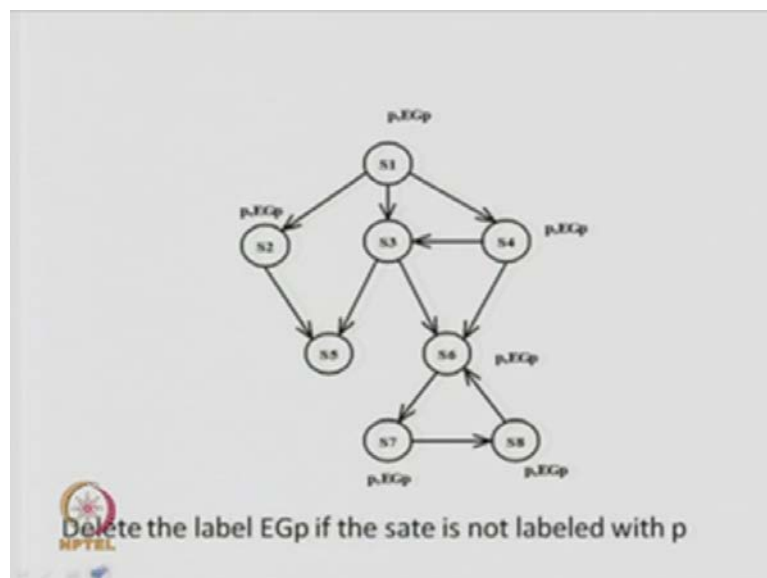 p,EGp
S1
p,EGp
S2
S3
S4
p,EGp
S5
S6
p,EGp
S7
S8
p,EGp
p,EGp
Delete the label EGp if the sate is not labeled with p
NPTEL